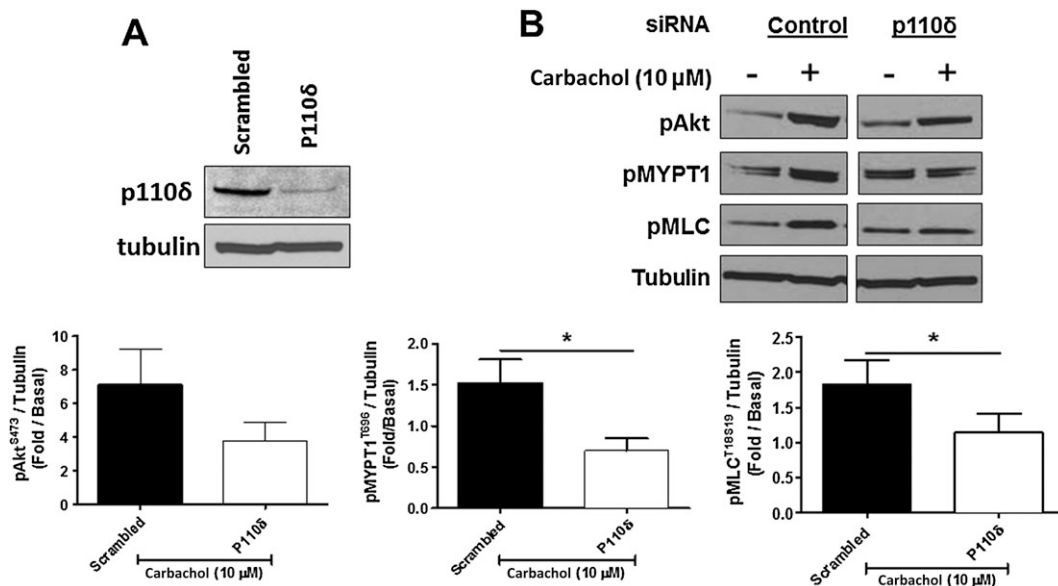 A
Scrambled
P110δ
p110δ
tubulin
B
siRNA Control p110δ
Carbachol (10 µM) - + - +
pAkt
pMYPT1
pMLC
Tubulin
pAkt^S473 / Tubulin
(Fold / Basal)
10
8
6
4
2
0
Scrambled
P110δ
Carbachol (10 µM)
pMYPT1^T696 / Tubulin
(Fold/Basal)
2.0
1.5
1.0
0.5
0.0
*
Scrambled
P110δ
Carbachol (10 µM)
pMLC^T18S19 / Tubulin
(Fold / Basal)
2.5
2.0
1.5
1.0
0.5
0.0
*
Scrambled
P110δ
Carbachol (10 µM)